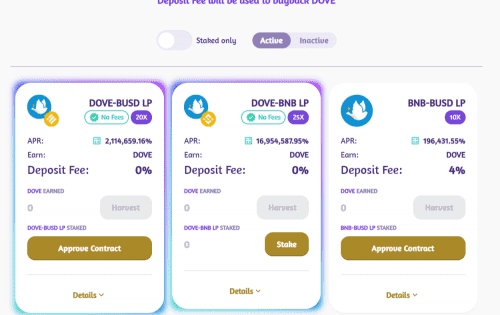 Deposit Fee will be used to buyback DOVE
Staked only
Active
Inactive
DOVE-BUSD LP
No Fees
20X
APR:
2,114,659.16%
Earn:
DOVE
Deposit Fee:
0%
DOVE EARNED
0
Harvest
DOVE-BUSD LP STAKED
Approve Contract
Details
DOVE-BNB LP
No Fees
25X
APR:
16,954,587.95%
Earn:
DOVE
Deposit Fee:
0%
DOVE EARNED
0
Harvest
DOVE-BNB LP STAKED
0
Stake
Details
BNB-BUSD LP
10X
APR:
196,431.55%
Earn:
DOVE
Deposit Fee:
4%
DOVE EARNED
0
Harvest
BNB-BUSD LP STAKED
Approve Contract
Details